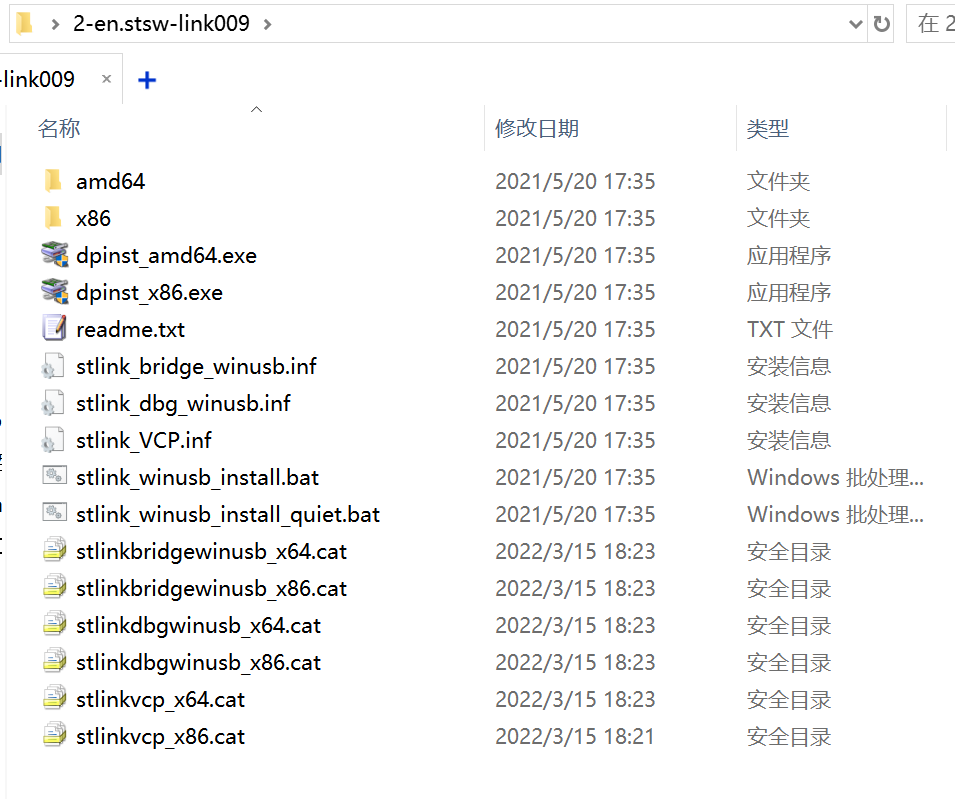 2-en.stsw-link009
在 2
-link009
名称 修改日期 类型
amd64 2021/5/20 17:35 文件夹
x86 2021/5/20 17:35 文件夹
dpinst_amd64.exe 2021/5/20 17:35 应用程序
dpinst_x86.exe 2021/5/20 17:35 应用程序
readme.txt 2021/5/20 17:35 TXT 文件
stlink_bridge_winusb.inf 2021/5/20 17:35 安装信息
stlink_dbg_winusb.inf 2021/5/20 17:35 安装信息
stlink_VCP.inf 2021/5/20 17:35 安装信息
stlink_winusb_install.bat 2021/5/20 17:35 Windows 批处理...
stlink_winusb_install_quiet.bat 2021/5/20 17:35 Windows 批处理...
stlinkbridgewinusb_x64.cat 2022/3/15 18:23 安全目录
stlinkbridgewinusb_x86.cat 2022/3/15 18:23 安全目录
stlinkdbgwinusb_x64.cat 2022/3/15 18:23 安全目录
stlinkdbgwinusb_x86.cat 2022/3/15 18:23 安全目录
stlinkvcp_x64.cat 2022/3/15 18:23 安全目录
stlinkvcp_x86.cat 2022/3/15 18:21 安全目录